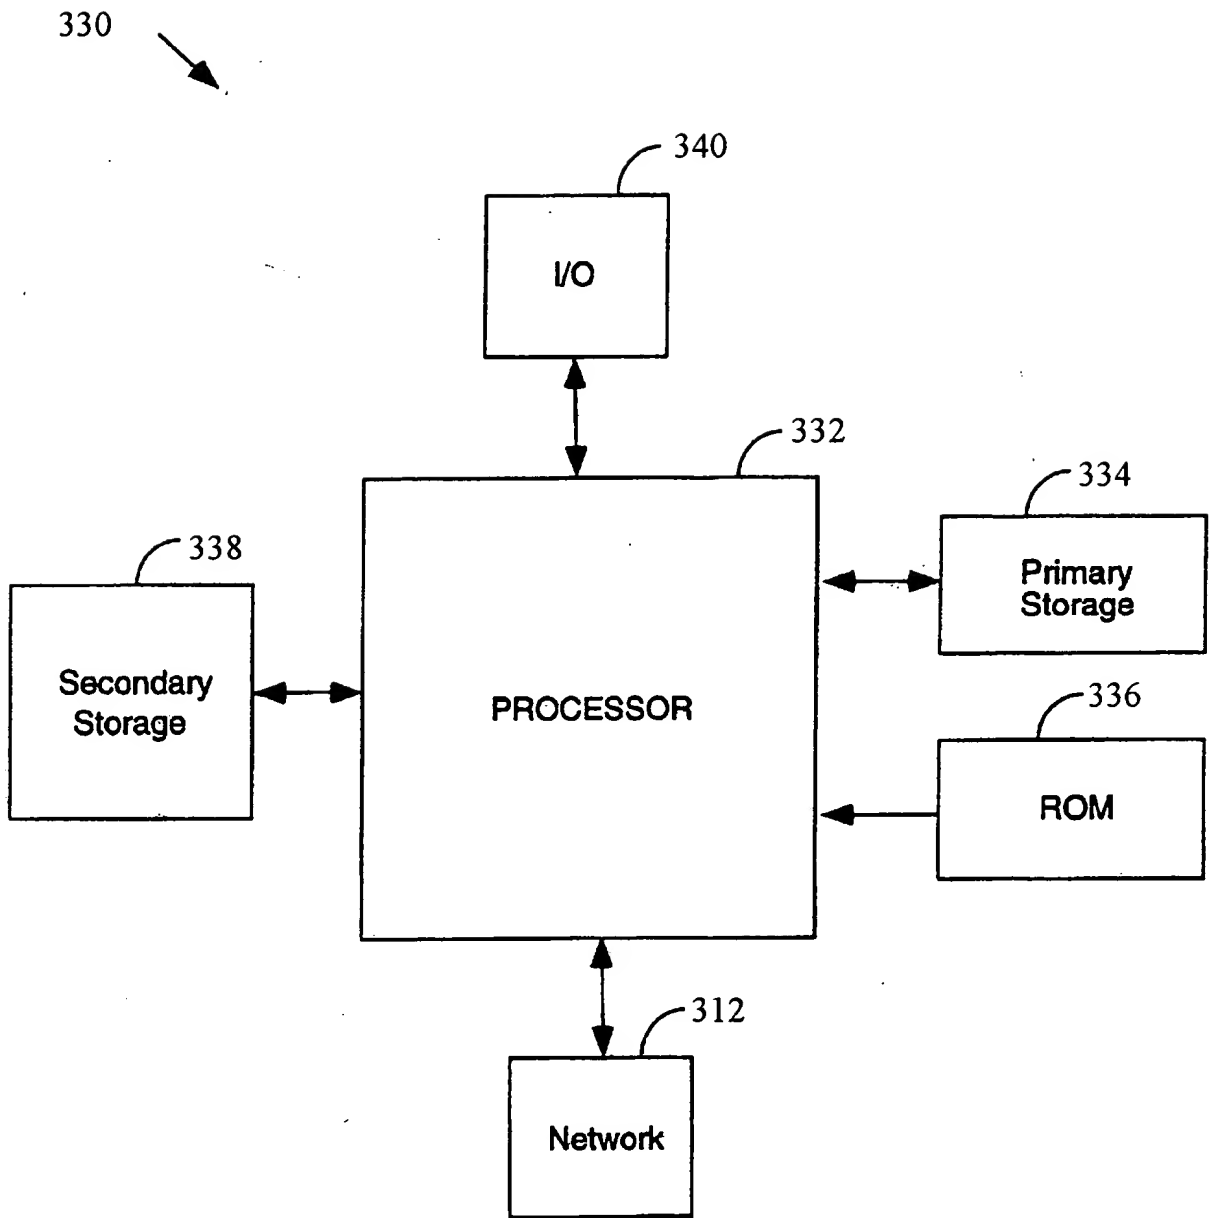 330
340
I/O
332
334
Primary
Storage
338
Secondary
Storage
PROCESSOR
336
ROM
312
Network